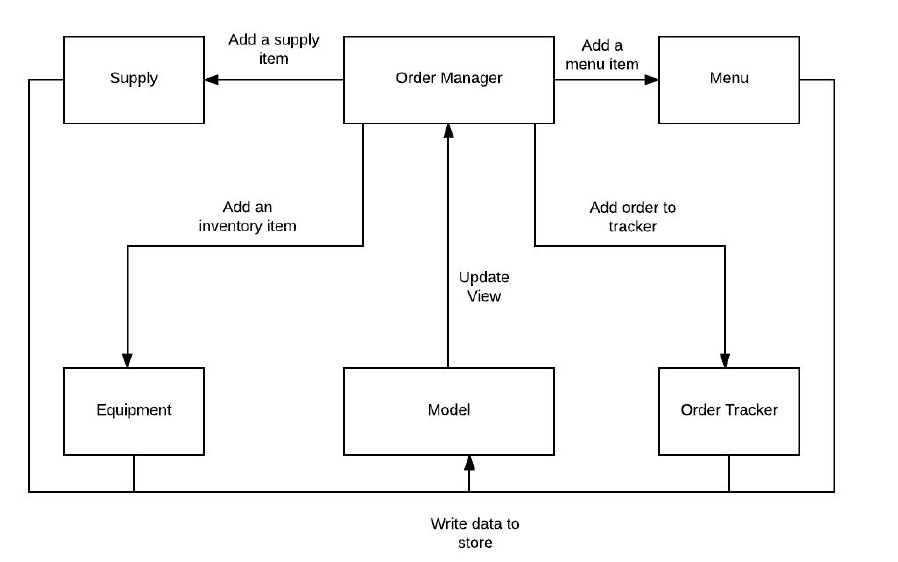 Add a supply
item
Add a
menu item
Supply
Order Manager
Menu
Add an
inventory item
Add order to
tracker
Update
View
Equipment
Model
Order Tracker
Write data to
store